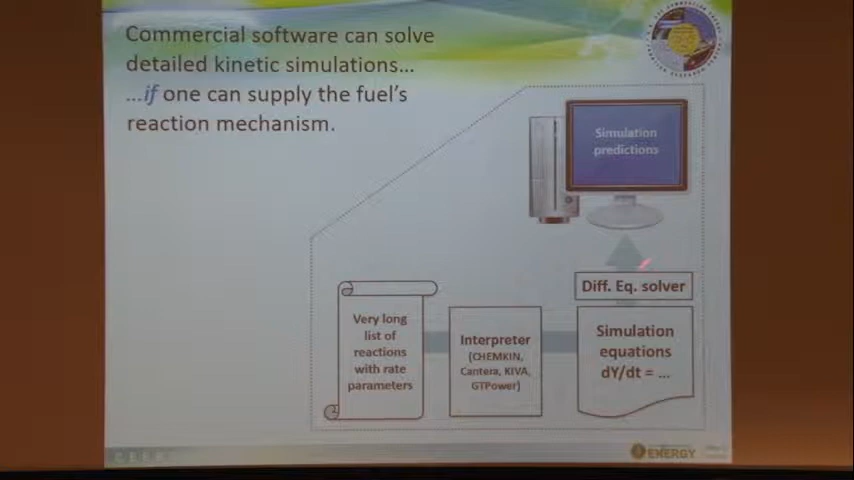 Commercial software can solve
detailed kinetic simulations...
...if one can supply the fuel's
reaction mechanism.
Simulation
predictions
Diff. Eq. solver
Very long
list of
reactions
with rate
parameters
Interpreter
(CHEMKIN,
Cantera, KIVA,
GTPower)
Simulation
equations
dY/dt = ...
ENERGY